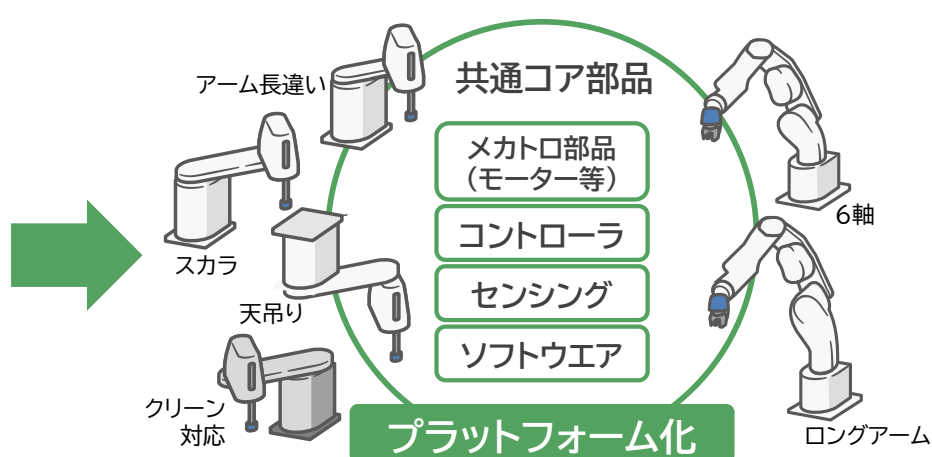 アーム長違い
スカラ
天吊り
クリーン
対応
共通コア部品
メカトロ部品
（モーター等）
コントローラ
センシング
ソフトウエア
プラットフォーム化
6軸
ロングアーム